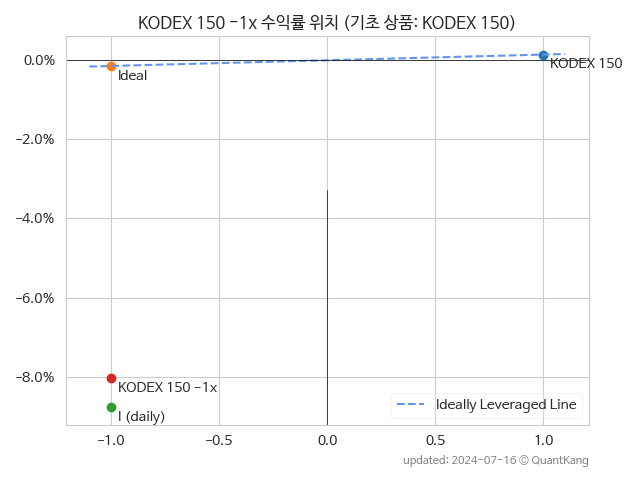 KODEX 150 −1x 수익률 위치 (기초 상품: KODEX 150)
0.0%
−2.0%
−4.0%
−6.0%
−8.0%
Ideal
KODEX 150
KODEX 150 −1x
I (daily)
Ideally Leveraged Line
−1.0
−0.5
0.0
0.5
1.0
updated: 2024-07-16 © QuantKang